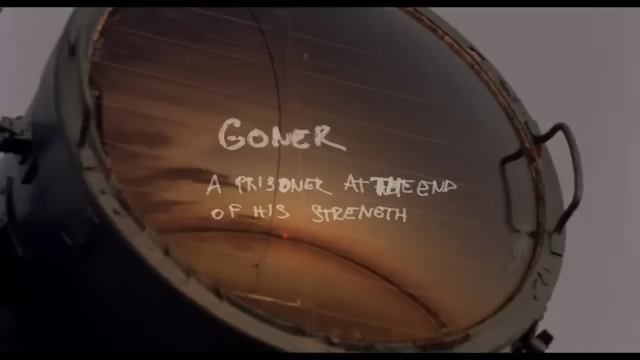 GONER
A PRISONER AT THE END
OF HIS STRENGTH